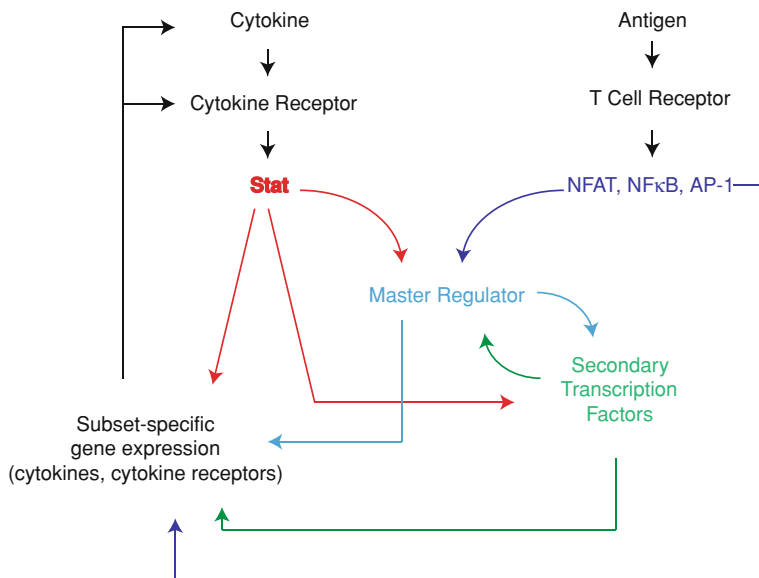 Cytokine
Antigen
Cytokine Receptor
T Cell Receptor
Stat
NFAT, NFκB, AP-1
Master Regulator
Secondary
Transcription
Factors
Subset-specific
gene expression
(cytokines, cytokine receptors)